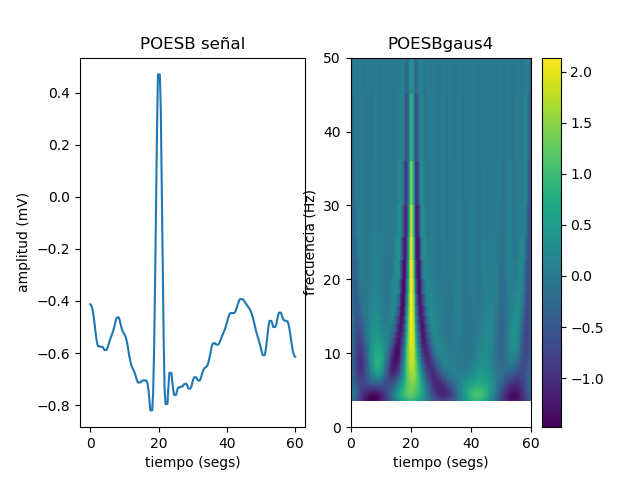 POESB señal
amplitud (mV)
0.4
0.2
0.0
−0.2
−0.4
−0.6
−0.8
0 20 40 60
tiempo (segs)
POESBgaus4
frecuencia (Hz)
50
40
30
20
10
0
0 20 40 60
tiempo (segs)
2.0
1.5
1.0
0.5
0.0
−0.5
−1.0